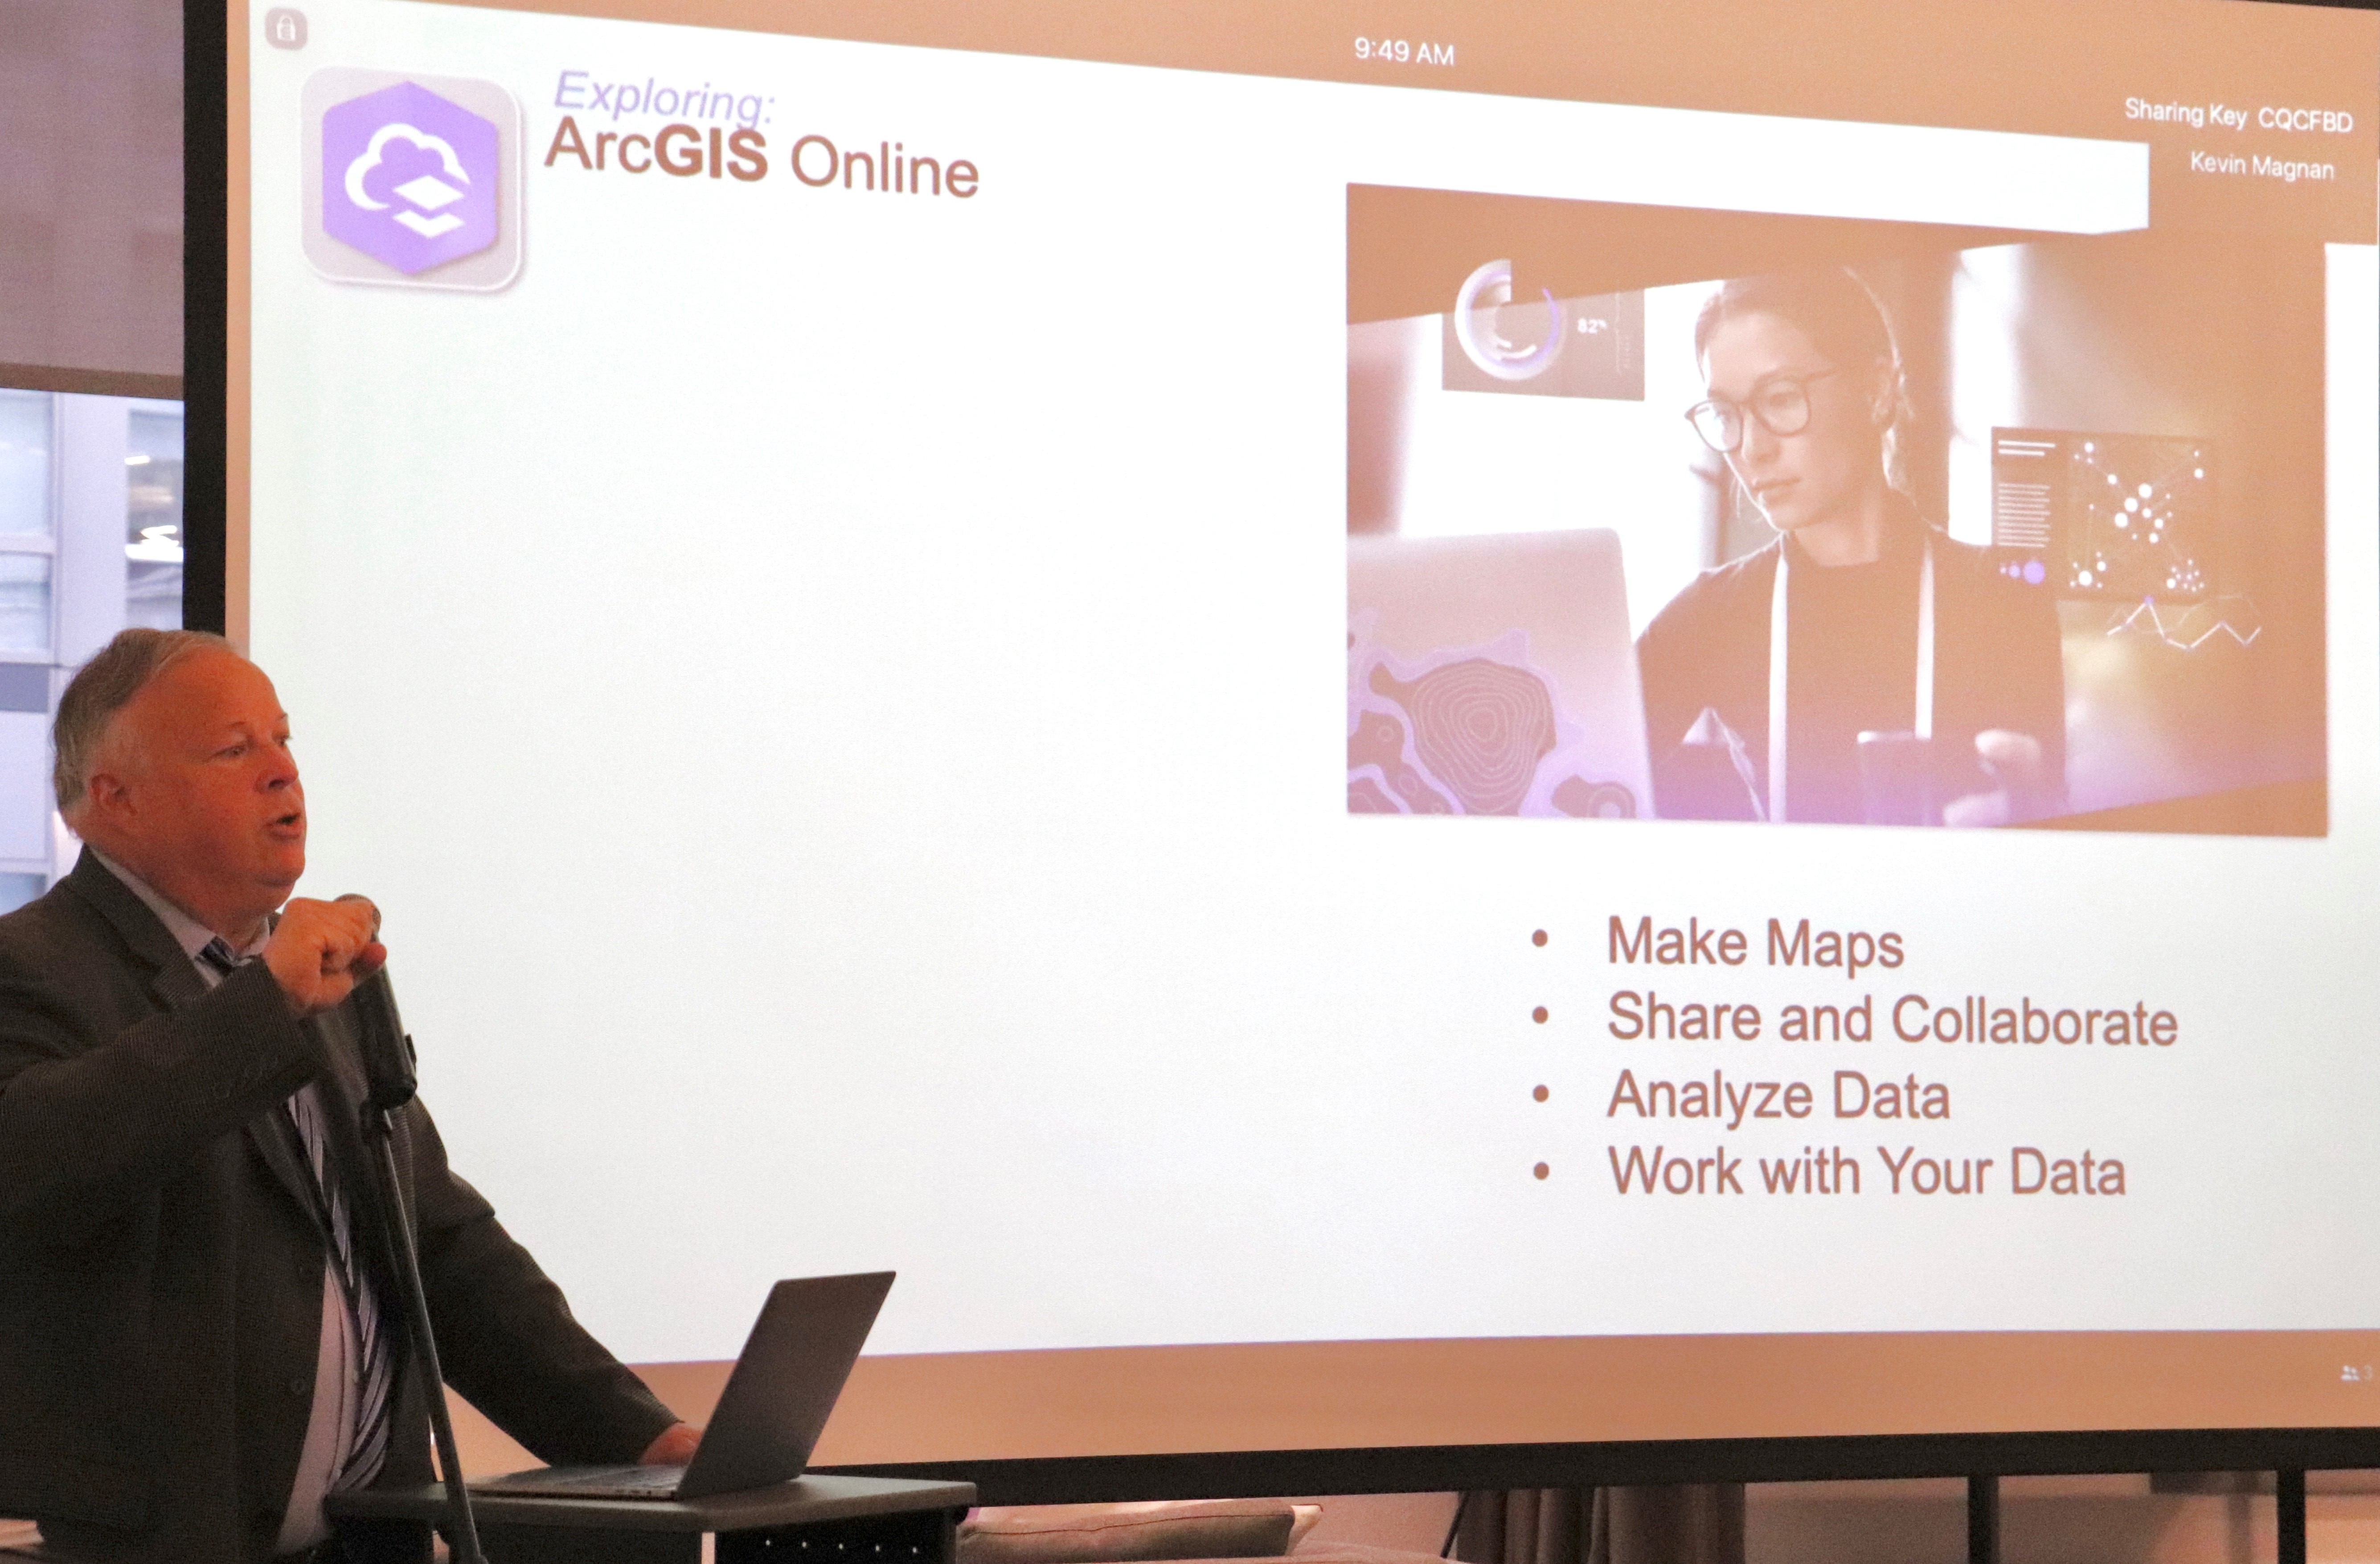 9:49 AM
Sharing Key CQCFBD
Kevin Magnan
Exploring:
ArcGIS Online
82%
• Make Maps
• Share and Collaborate
• Analyze Data
• Work with Your Data
3